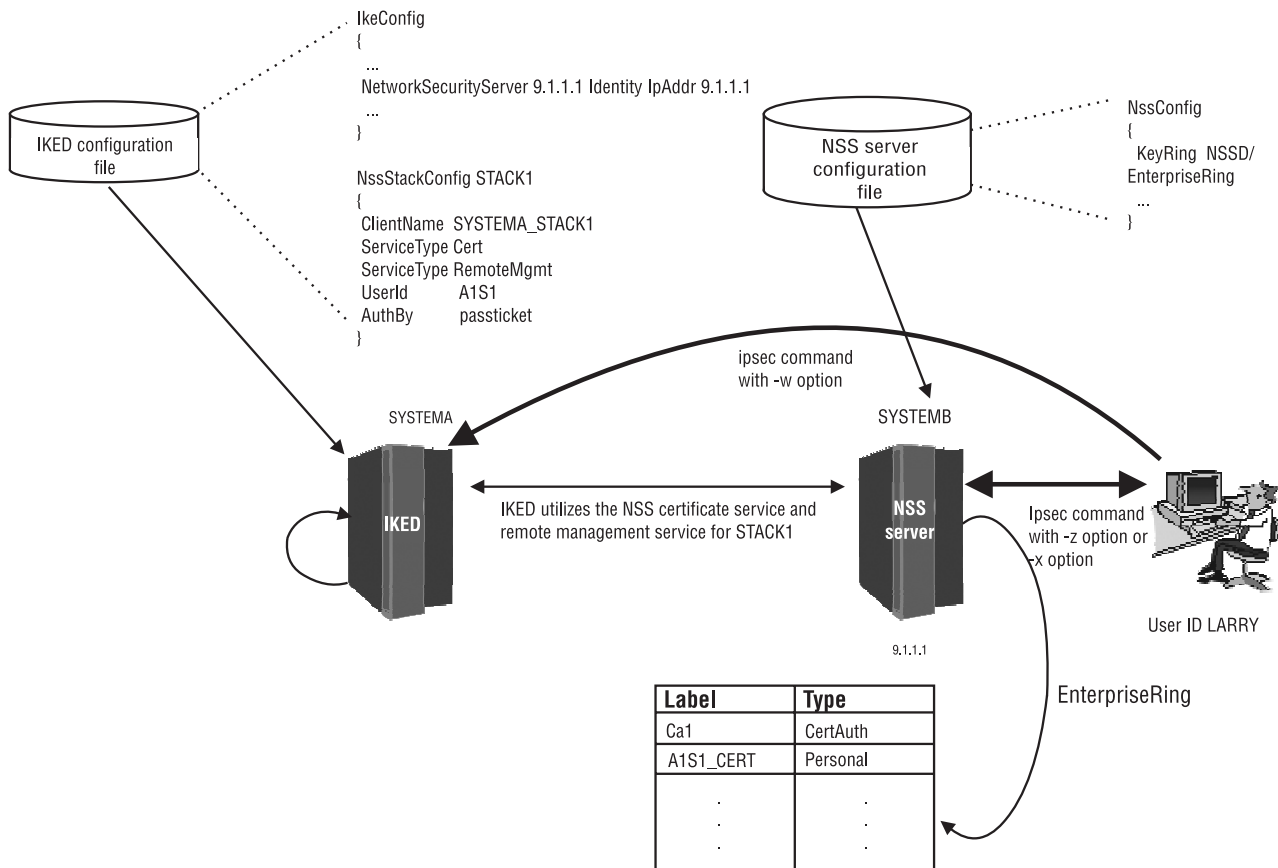 IkeConfig
{
...
NetworkSecurityServer 9.1.1.1 Identity IpAddr 9.1.1.1
...
}
IKED configuration
file
NssStackConfig STACK1
{
ClientName SYSTEMA_STACK1
ServiceType Cert
ServiceType RemoteMgmt
UserId A1S1
AuthBy passticket
}
NSS server
configuration
file
NssConfig
{
KeyRing NSSD/
EnterpriseRing
...
}
ipsec command
with -w option
SYSTEMA
SYSTEMB
IKED
IKED utilizes the NSS certificate service and
remote management service for STACK1
NSS
server
Ipsec command
with -z option or
-x option
User ID LARRY
9.1.1.1
EnterpriseRing
Label Type
Ca1 CertAuth
A1S1_CERT Personal
. .
. .
. .